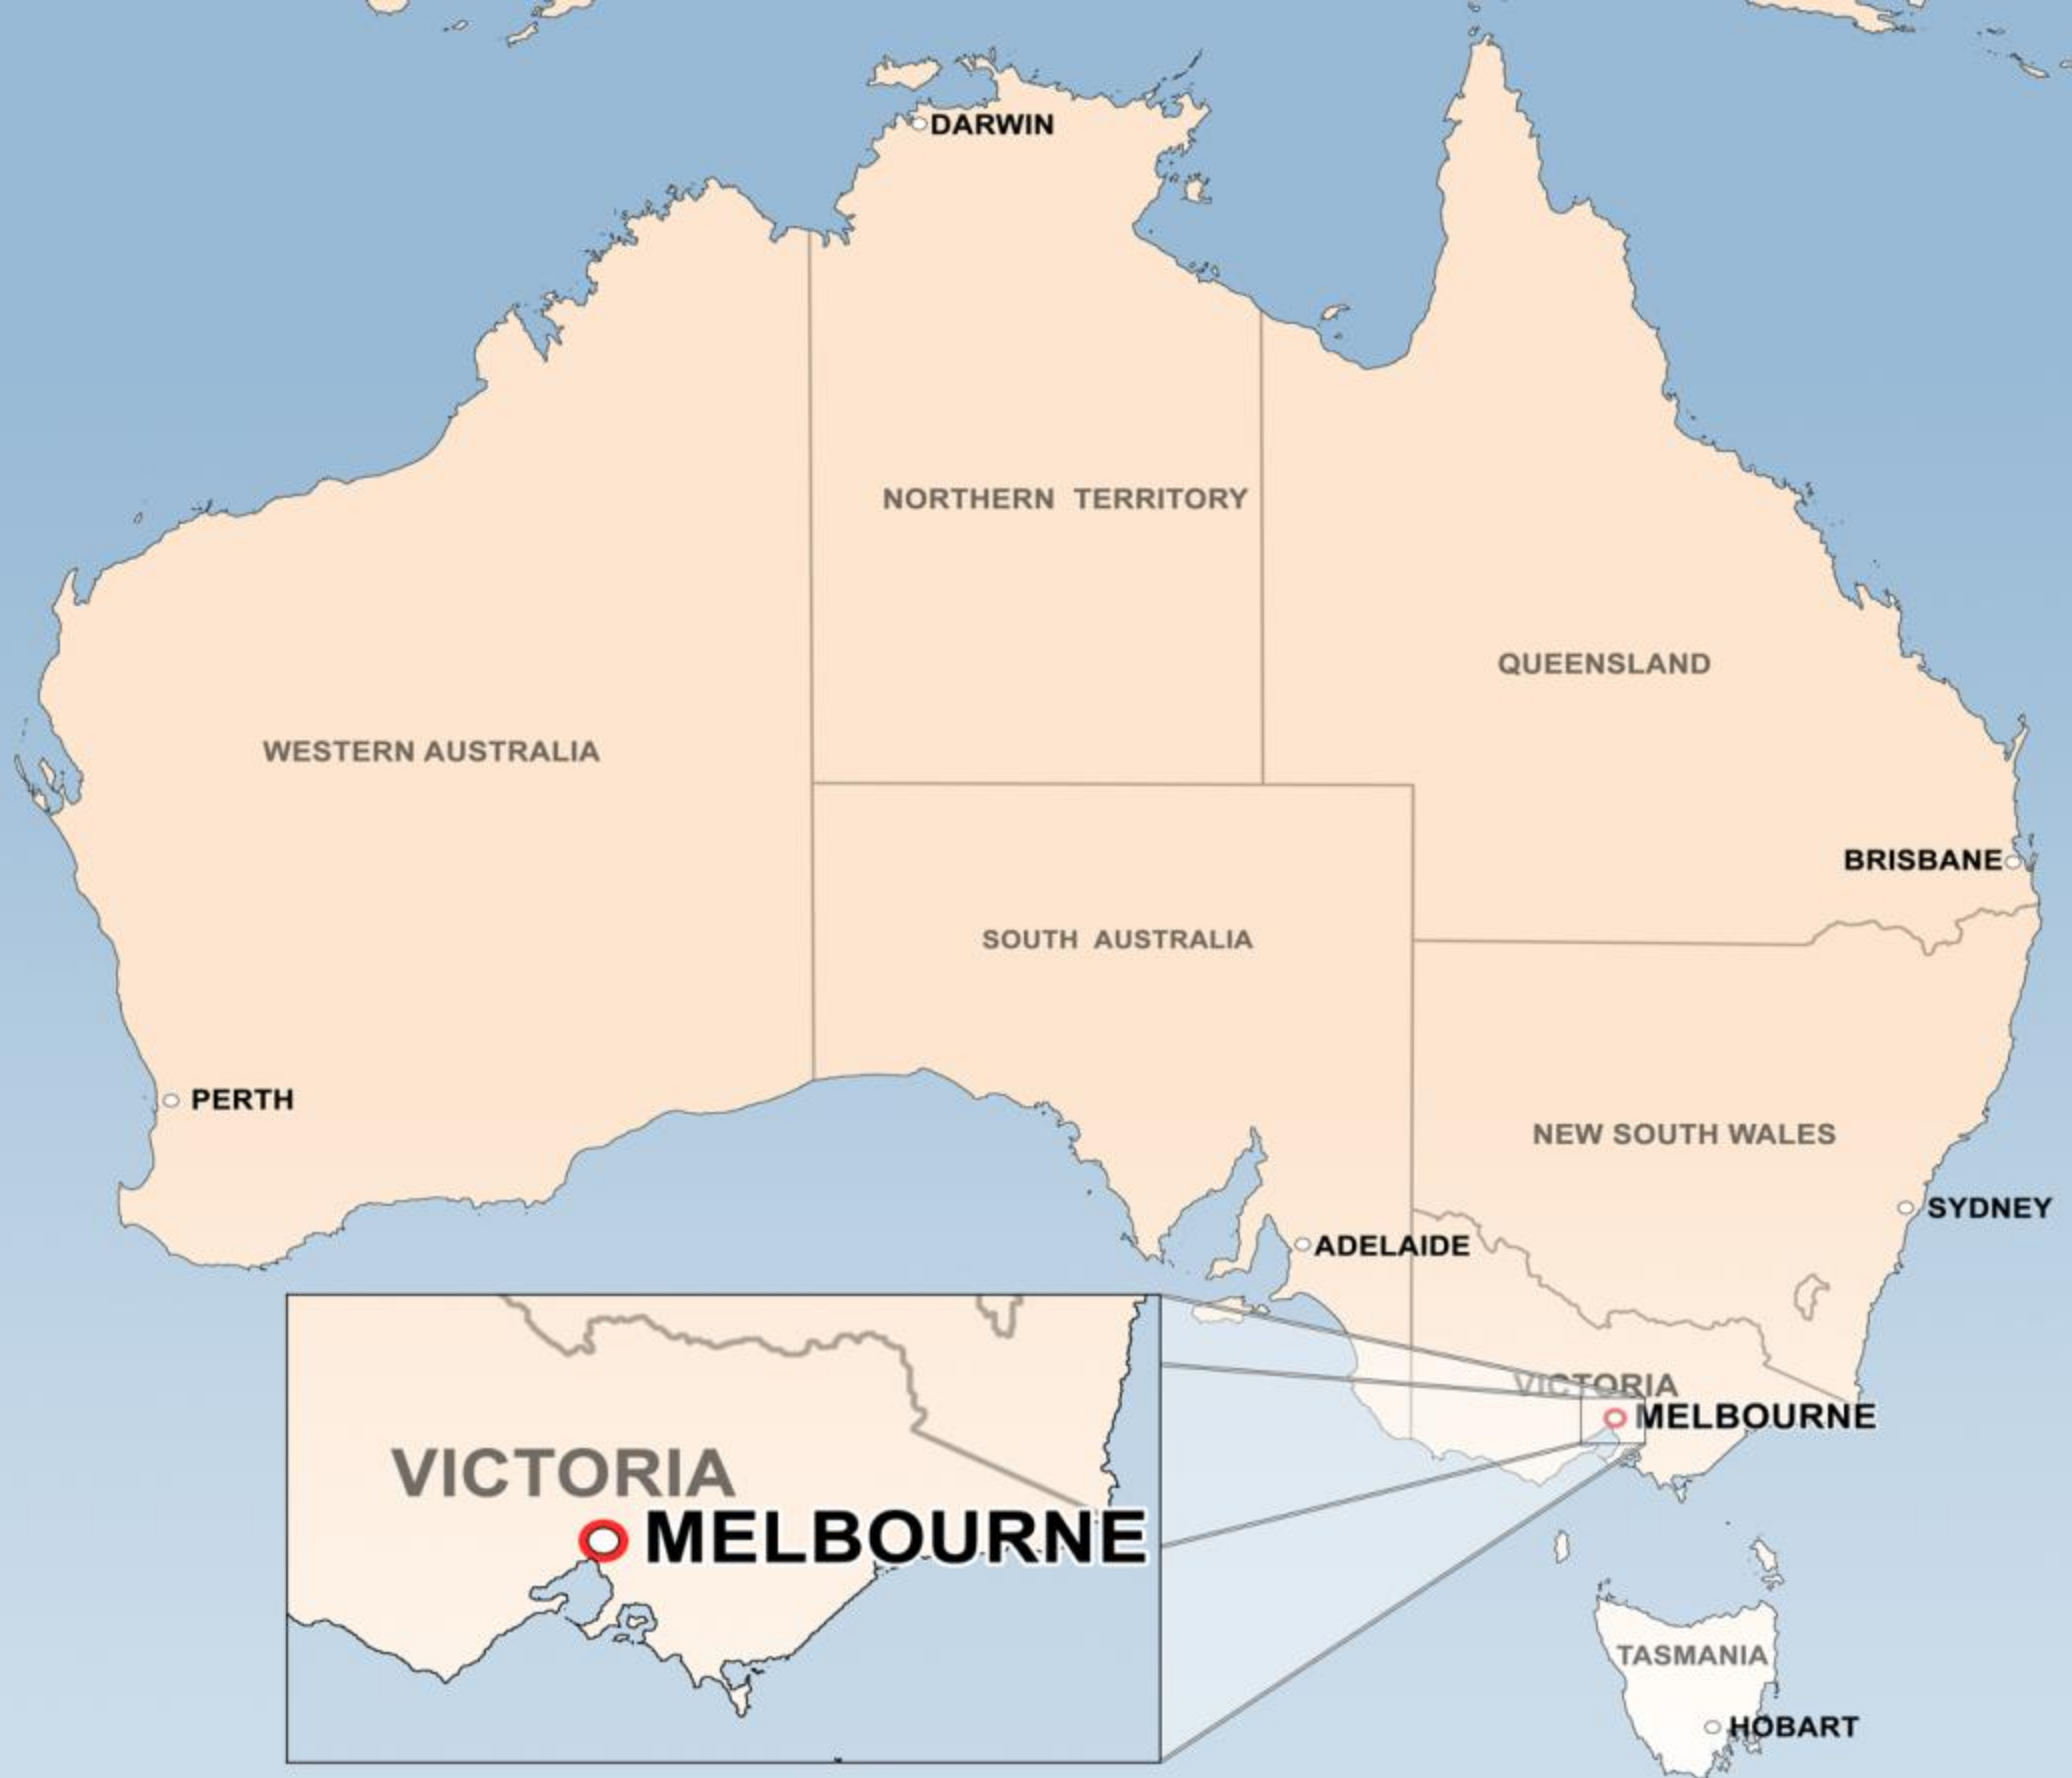 DARWIN
NORTHERN TERRITORY
QUEENSLAND
WESTERN AUSTRALIA
BRISBANE
SOUTH AUSTRALIA
PERTH
NEW SOUTH WALES
SYDNEY
ADELAIDE
VICTORIA
MELBOURNE
VICTORIA
MELBOURNE
TASMANIA
HOBART